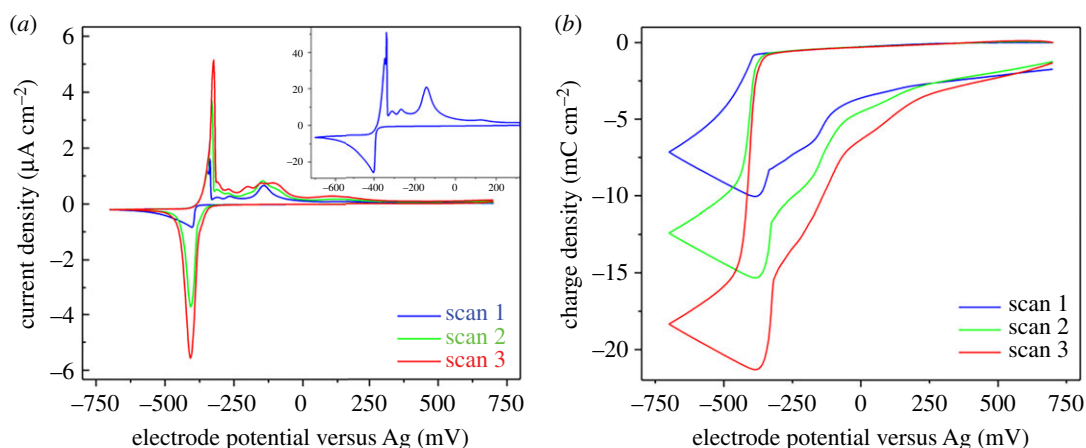 (a)
6
4
2
0
–2
–4
–6
current density (µA cm–2)
–750
–500
–250
0
250
500
750
electrode potential versus Ag (mV)
40
20
0
–20
–600
–400
–200
0
200
scan 1
scan 2
scan 3
(b)
0
–5
–10
–15
–20
charge density (mC cm–2)
–750
–500
–250
0
250
500
750
electrode potential versus Ag (mV)
scan 1
scan 2
scan 3